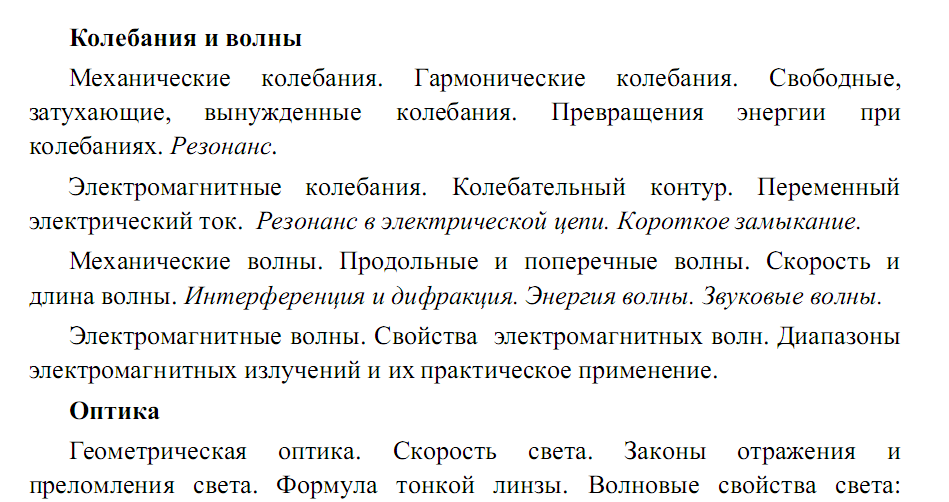 Колебания и волны
Механические колебания. Гармонические колебания. Свободные,
затухающие, вынужденные колебания. Превращения энергии при
колебаниях. Резонанс.
Электромагнитные колебания. Колебательный контур. Переменный
электрический ток. Резонанс в электрической цепи. Короткое замыкание.
Механические волны. Продольные и поперечные волны. Скорость и
длина волны. Интерференция и дифракция. Энергия волны. Звуковые волны.
Электромагнитные волны. Свойства электромагнитных волн. Диапазоны
электромагнитных излучений и их практическое применение.
Оптика
Геометрическая оптика. Скорость света. Законы отражения и
преломления света. Формула тонкой линзы. Волновые свойства света: